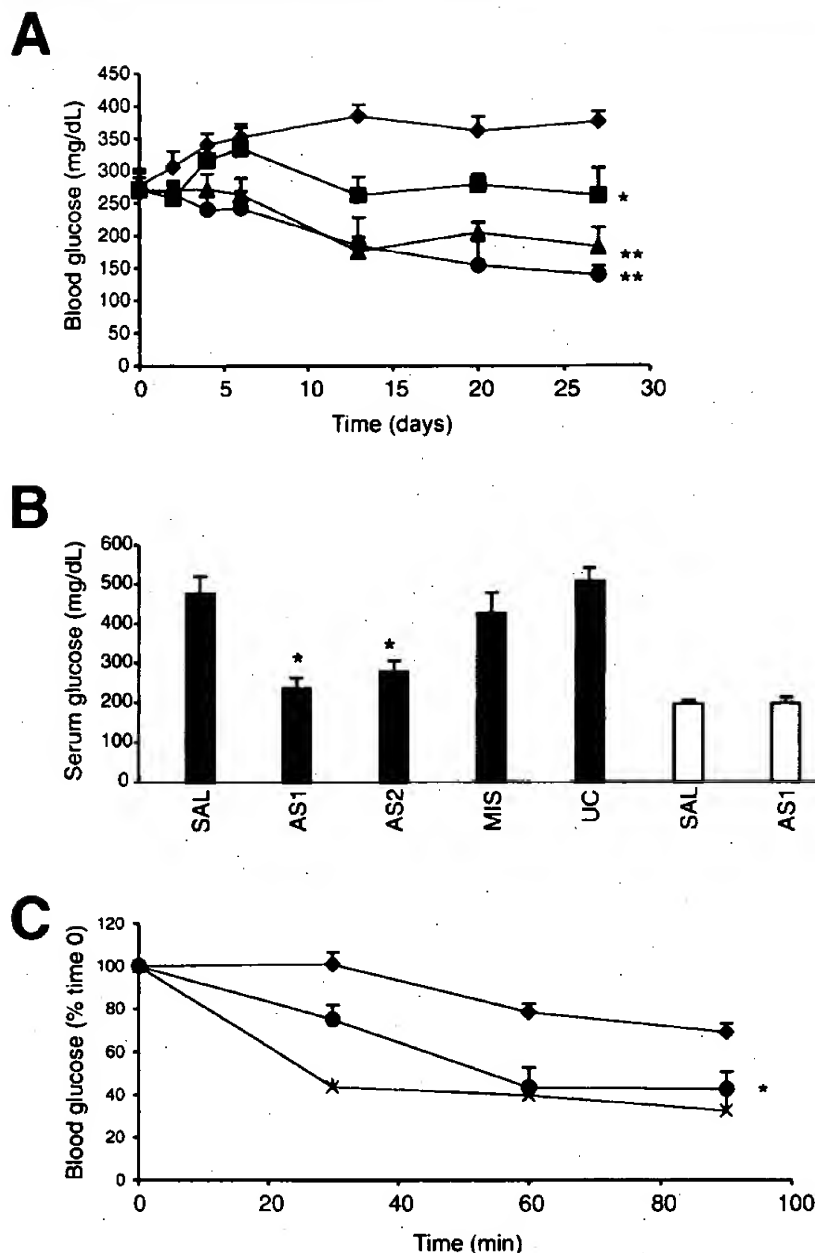 A
Blood glucose (mg/dL)
450
400
350
300
250
200
150
100
50
0
*
**
**
0 5 10 15 20 25 30
Time (days)
B
Serum glucose (mg/dL)
600
500
400
300
200
100
0
* *
SAL AS1 AS2 MIS UC SAL AS1
C
Blood glucose (% time 0)
120
100
80
60
40
20
0
*
0 20 40 60 80 100
Time (min)